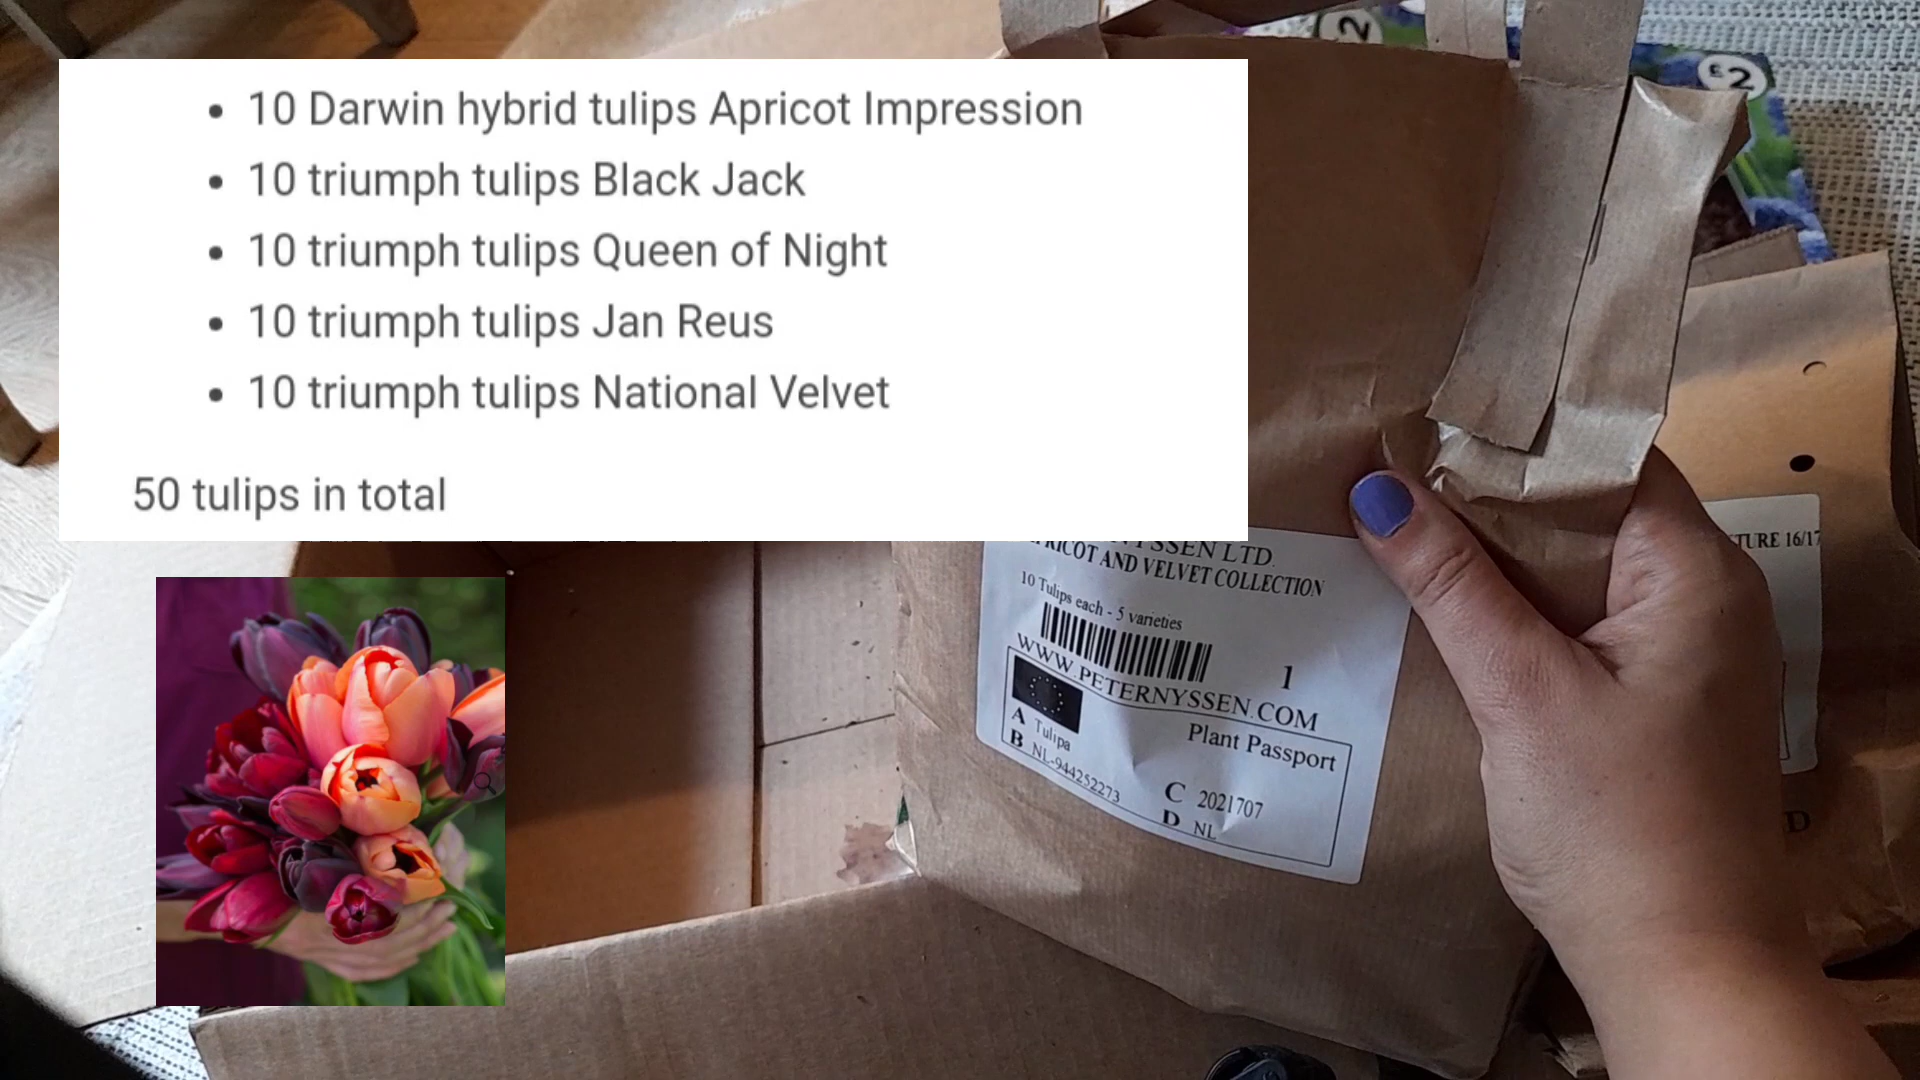 • 10 Darwin hybrid tulips Apricot Impression
• 10 triumph tulips Black Jack
• 10 triumph tulips Queen of Night
• 10 triumph tulips Jan Reus
• 10 triumph tulips National Velvet
50 tulips in total
£2
2
NYSSEN LTD.
RICOT AND VELVET COLLECTION
10 Tulips each - 5 varieties
1
WWW.PETERNYSSEN.COM
Plant Passport
A Tulipa
B NL-944252273
C 2021707
D NL
TURE 16/17
D